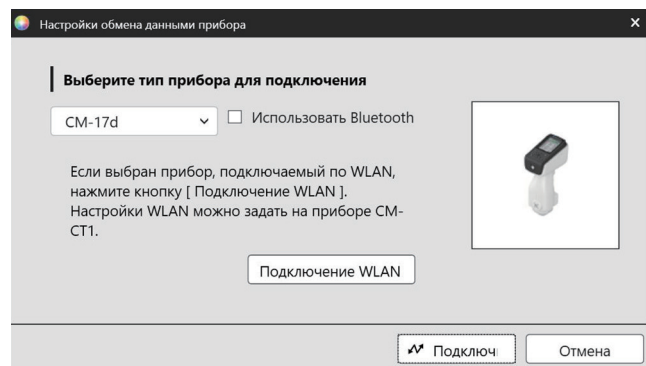 Настройки обмена данными прибора
Выберите тип прибора для подключения
CM-17d
Использовать Bluetooth
Если выбран прибор, подключаемый по WLAN,
нажмите кнопку [ Подключение WLAN ].
Настройки WLAN можно задать на приборе CM-
CT1.
Подключение WLAN
Подключ
Отмена